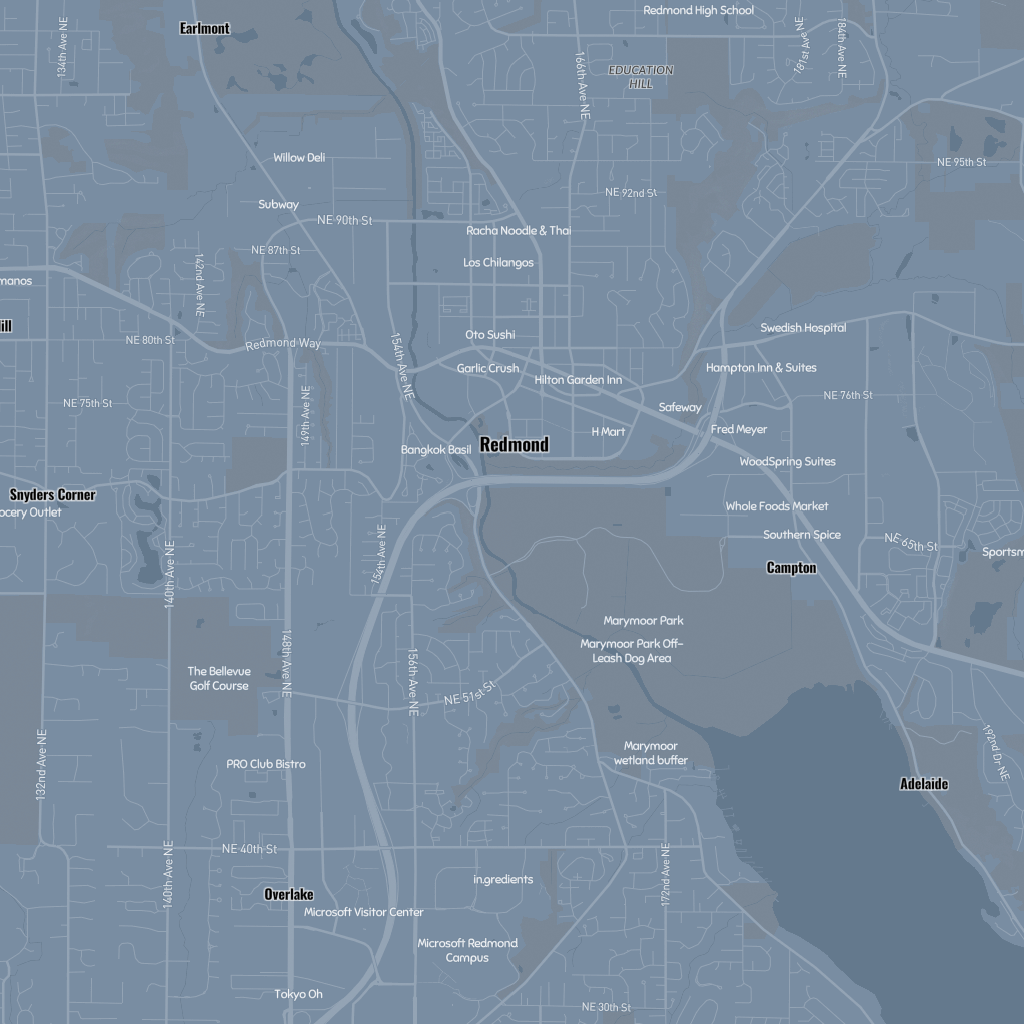 Redmond High School
Earlmont
134th Ave NE
166th Ave NE
181st Ave NE
184th Ave NE
EDUCATION
HILL
Willow Deli
NE 95th St
NE 92nd St
Subway
NE 90th St
Racha Noodle & Thai
NE 87th St
Los Chilangos
142nd Ave NE
manos
ill
Swedish Hospital
Oto Sushi
NE 80th St
Redmond Way
154th Ave NE
Garlic Crush
Hampton Inn & Suites
Hilton Garden Inn
NE 76th St
NE 75th St
149th Ave NE
Safeway
Fred Meyer
H Mart
Redmond
Bangkok Basil
WoodSpring Suites
Snyders Corner
ocery Outlet
Whole Foods Market
Southern Spice
NE 65th St
Sportsm
154th Ave NE
140th Ave NE
Campton
Marymoor Park
Marymoor Park Off-
Leash Dog Area
148th Ave NE
156th Ave NE
The Bellevue
Golf Course
NE 51st St
132nd Ave NE
Marymoor
wetland buffer
192nd Dr NE
PRO Club Bistro
Adelaide
NE 40th St
140th Ave NE
172nd Ave NE
in.gredients
Overlake
Microsoft Visitor Center
Microsoft Redmond
Campus
Tokyo Oh
NE 30th St